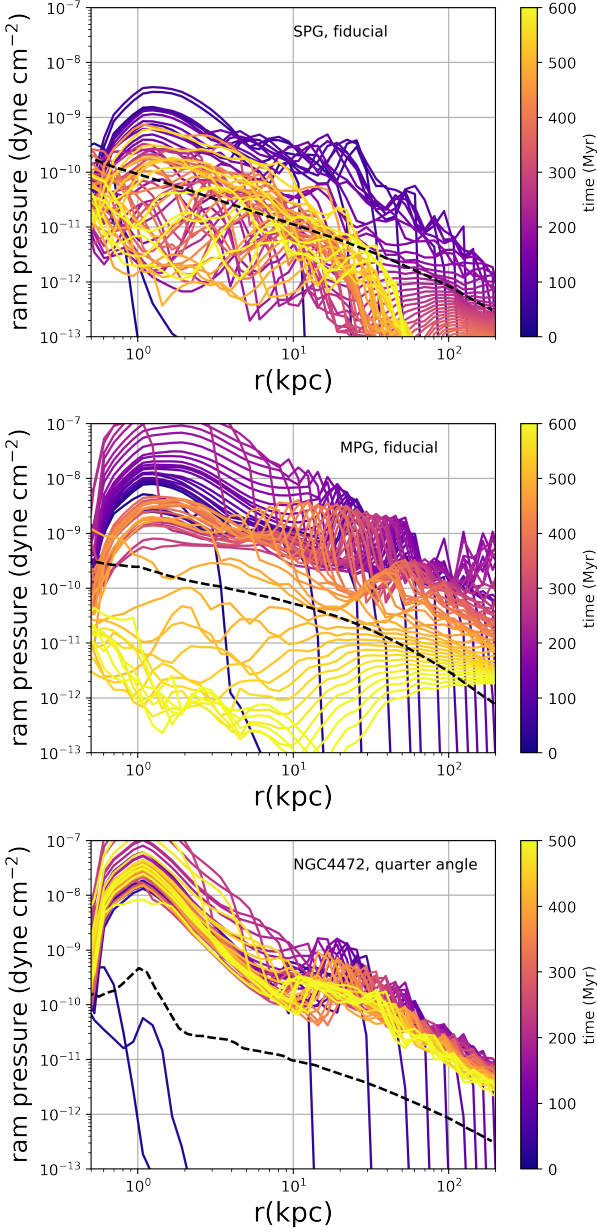 SPG, fiducial
ram pressure (dyne cm⁻²)
10⁻⁷
10⁻⁸
10⁻⁹
10⁻¹⁰
10⁻¹¹
10⁻¹²
10⁻¹³
10⁰ 10¹ 10²
r(kpc)
600
500
400
300
200
100
0
time (Myr)
MPG, fiducial
ram pressure (dyne cm⁻²)
10⁻⁷
10⁻⁸
10⁻⁹
10⁻¹⁰
10⁻¹¹
10⁻¹²
10⁻¹³
10⁰ 10¹ 10²
r(kpc)
600
500
400
300
200
100
0
time (Myr)
NGC4472, quarter angle
ram pressure (dyne cm⁻²)
10⁻⁷
10⁻⁸
10⁻⁹
10⁻¹⁰
10⁻¹¹
10⁻¹²
10⁻¹³
10⁰ 10¹ 10²
r(kpc)
500
400
300
200
100
0
time (Myr)